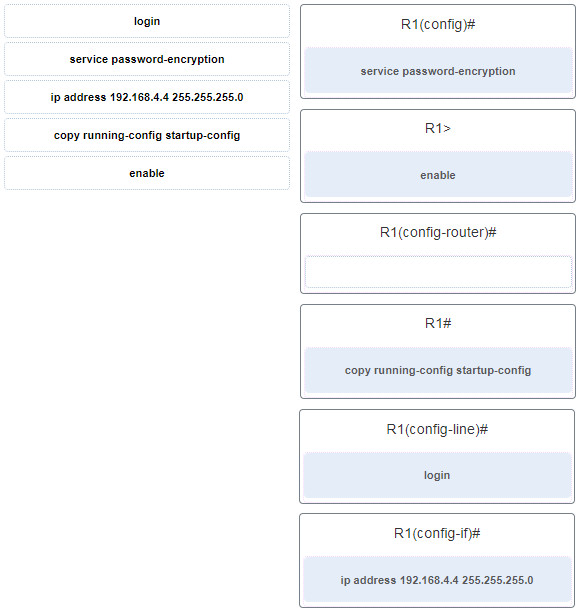 login
service password-encryption
ip address 192.168.4.4 255.255.255.0
copy running-config startup-config
enable
R1(config)#
service password-encryption
R1>
enable
R1(config-router)#
R1#
copy running-config startup-config
R1(config-line)#
login
R1(config-if)#
ip address 192.168.4.4 255.255.255.0